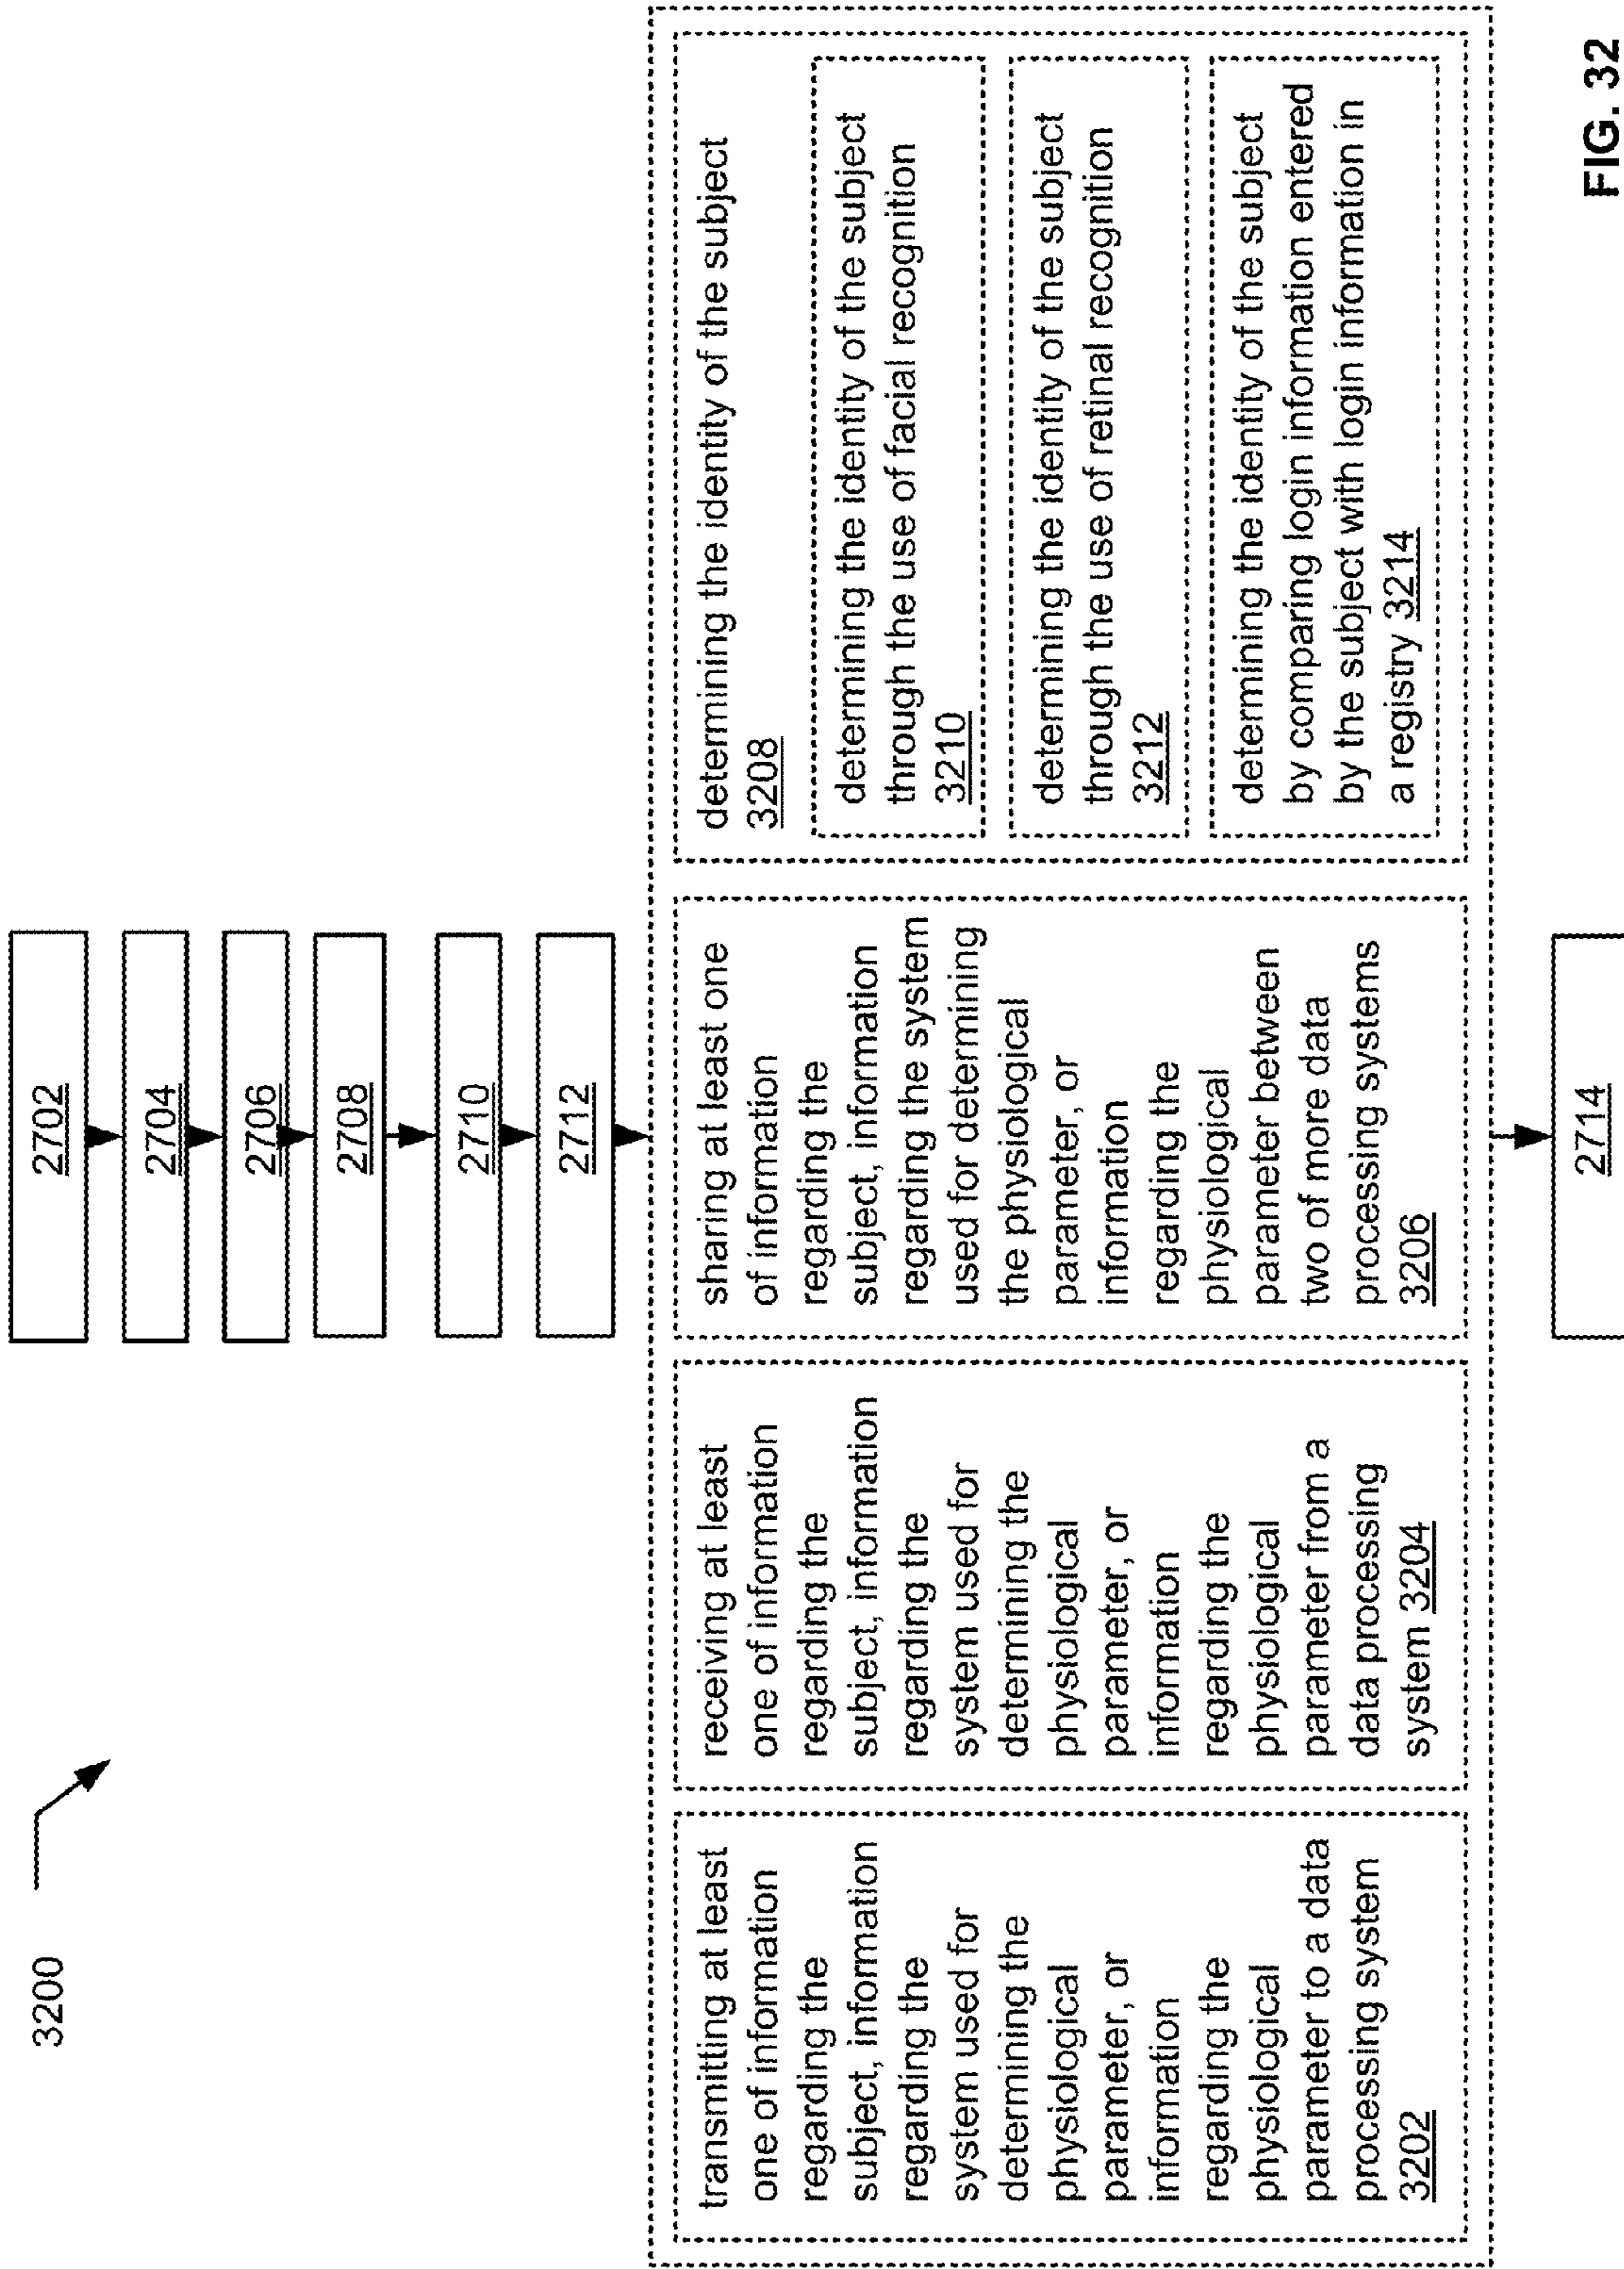 3200
2702
2704
2706
2708
2710
2712
transmitting at least
one of information
regarding the
subject, information
regarding the
system used for
determining the
physiological
parameter, or
information
regarding the
physiological
parameter to a data
processing system
3202
receiving at least
one of information
regarding the
subject, information
regarding the
system used for
determining the
physiological
parameter, or
information
regarding the
physiological
parameter from a
data processing
system 3204
sharing at least one
of information
regarding the
subject, information
regarding the system
used for determining
the physiological
parameter, or
information
regarding the
physiological
parameter between
two of more data
processing systems
3206
determining the identity of the subject
3208
determining the identity of the subject
through the use of facial recognition
3210
determining the identity of the subject
through the use of retinal recognition
3212
determining the identity of the subject
by comparing login information entered
by the subject with login information in
a registry 3214
2714
FIG. 32